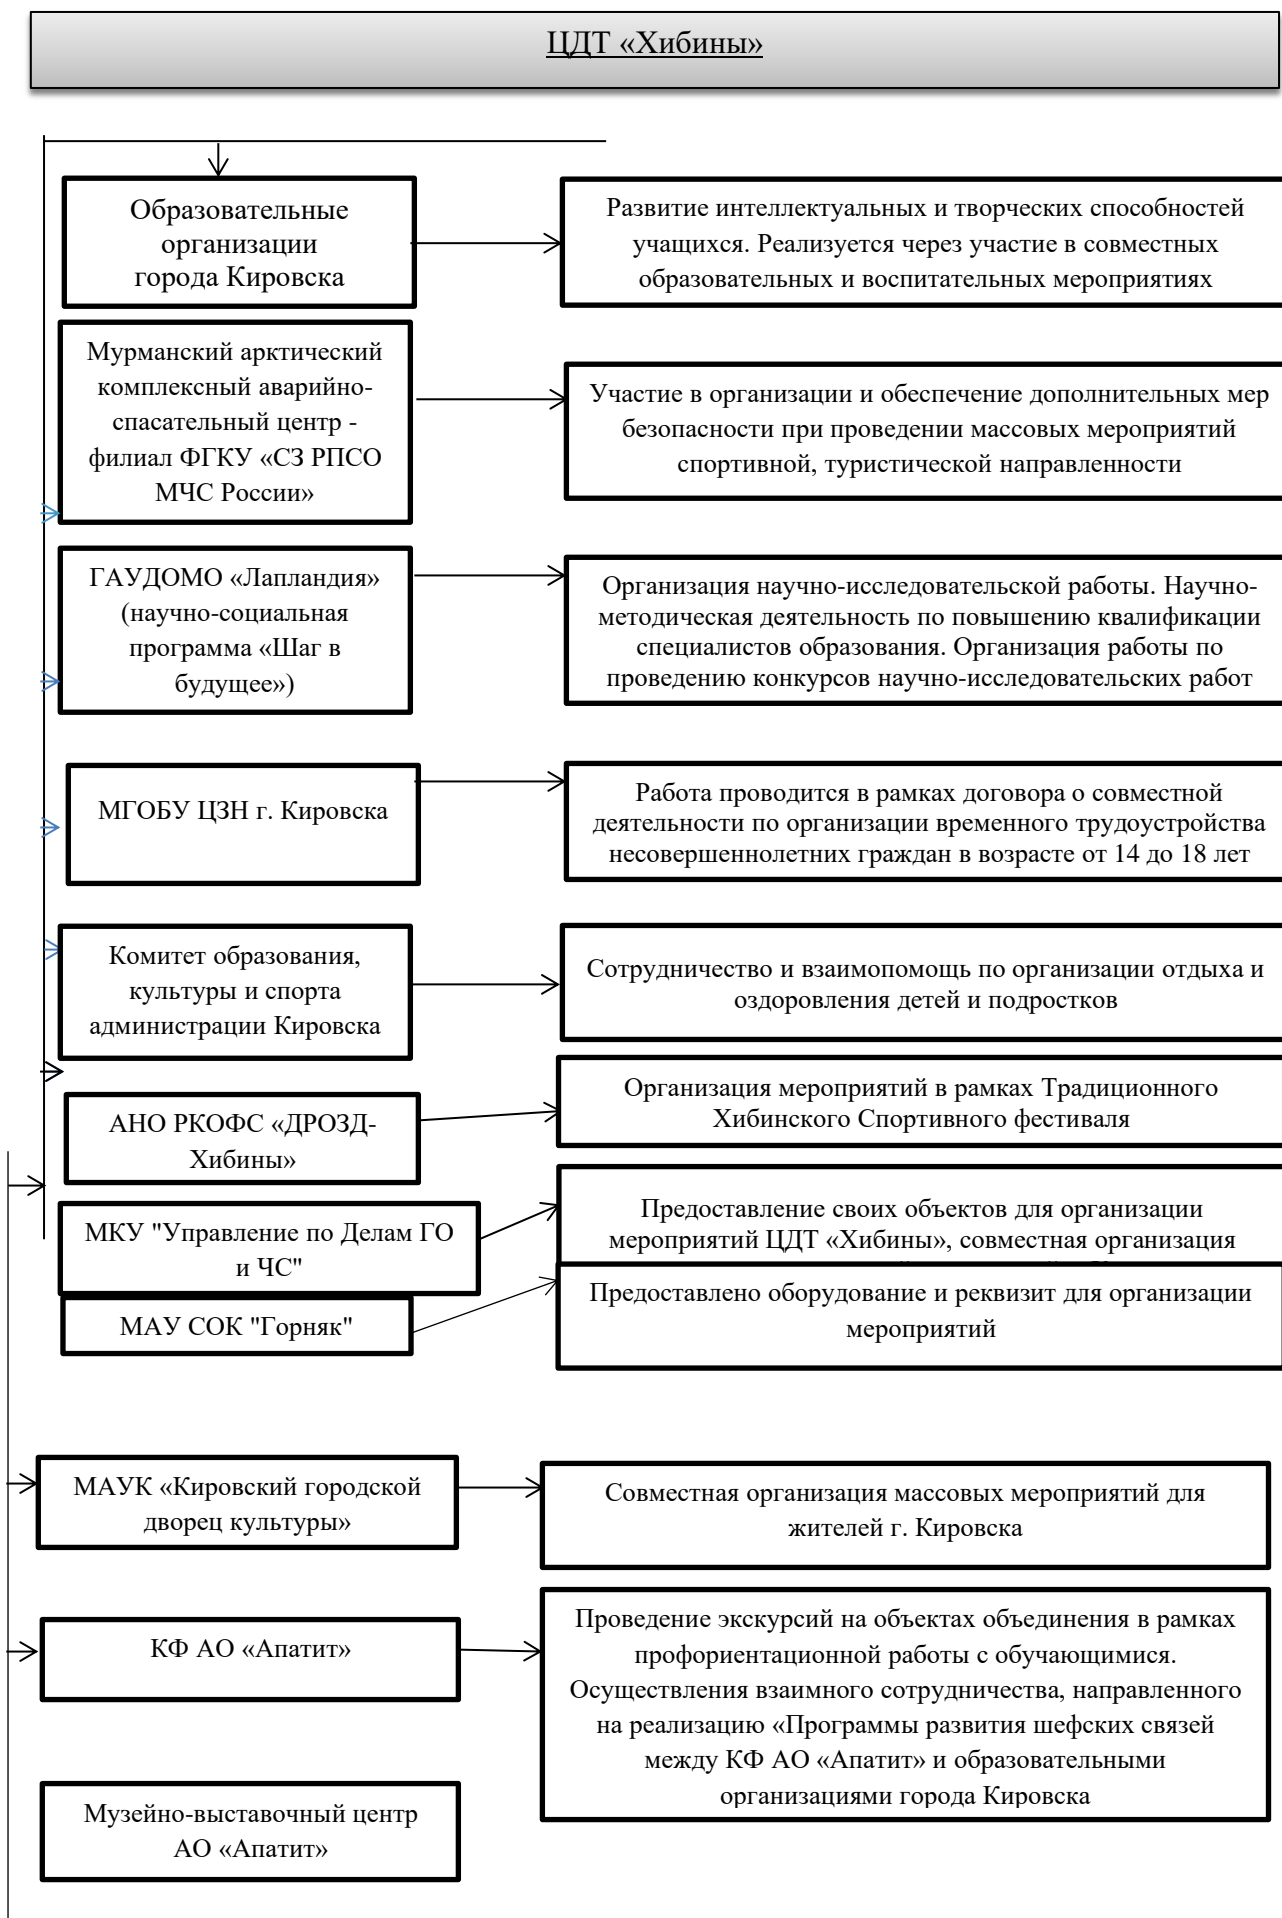 ЦДТ «Хибины»
Образовательные
организации
города Кировска
Развитие интеллектуальных и творческих способностей
учащихся. Реализуется через участие в совместных
образовательных и воспитательных мероприятиях
Мурманский арктический
комплексный аварийно-
спасательный центр -
филиал ФГКУ «СЗ РПСО
МЧС России»
Участие в организации и обеспечение дополнительных мер
безопасности при проведении массовых мероприятий
спортивной, туристической направленности
ГАУДОМО «Лапландия»
(научно-социальная
программа «Шаг в
будущее»)
Организация научно-исследовательской работы. Научно-
методическая деятельность по повышению квалификации
специалистов образования. Организация работы по
проведению конкурсов научно-исследовательских работ
МГОБУ ЦЗН г. Кировска
Работа проводится в рамках договора о совместной
деятельности по организации временного трудоустройства
несовершеннолетних граждан в возрасте от 14 до 18 лет
Комитет образования,
культуры и спорта
администрации Кировска
Сотрудничество и взаимопомощь по организации отдыха и
оздоровления детей и подростков
АНО РКОФС «ДРОЗД-
Хибины»
Организация мероприятий в рамках Традиционного
Хибинского Спортивного фестиваля
МКУ "Управление по Делам ГО
и ЧС"
Предоставление своих объектов для организации
мероприятий ЦДТ «Хибины», совместная организация
МАУ СОК "Горняк"
Предоставлено оборудование и реквизит для организации
мероприятий
МАУК «Кировский городской
дворец культуры»
Совместная организация массовых мероприятий для
жителей г. Кировска
КФ АО «Апатит»
Проведение экскурсий на объектах объединения в рамках
профориентационной работы с обучающимися.
Осуществления взаимного сотрудничества, направленного
на реализацию «Программы развития шефских связей
между КФ АО «Апатит» и образовательными
организациями города Кировска
Музейно-выставочный центр
АО «Апатит»